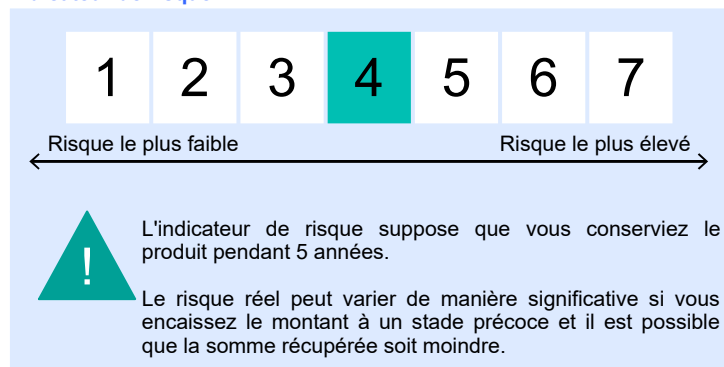 1 2 3 4 5 6 7
Risque le plus faible Risque le plus élevé
! L'indicateur de risque suppose que vous conserviez le
produit pendant 5 années.
Le risque réel peut varier de manière significative si vous
encaissez le montant à un stade précoce et il est possible
que la somme récupérée soit moindre.